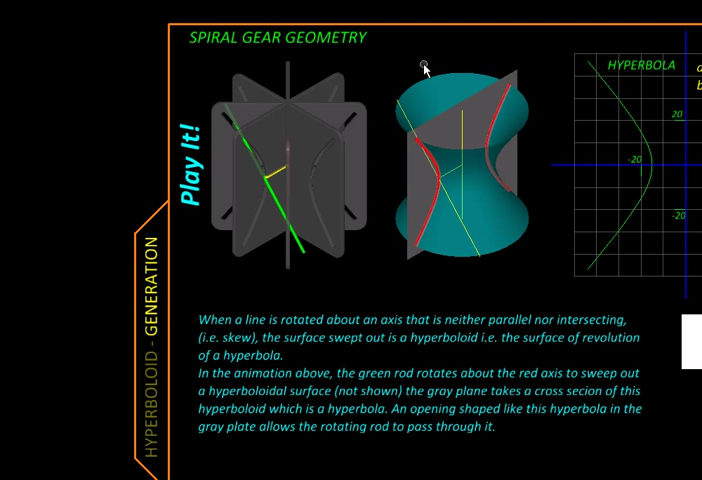 SPIRAL GEAR GEOMETRY
Play It!
HYPERBOLA
20
-20
-20
HYPERBOLOID - GENERATION
When a line is rotated about an axis that is neither parallel nor intersecting,
(i.e. skew), the surface swept out is a hyperboloid i.e. the surface of revolution
of a hyperbola.
In the animation above, the green rod rotates about the red axis to sweep out
a hyperboloidal surface (not shown) the gray plane takes a cross secion of this
hyperboloid which is a hyperbola. An opening shaped like this hyperbola in the
gray plate allows the rotating rod to pass through it.